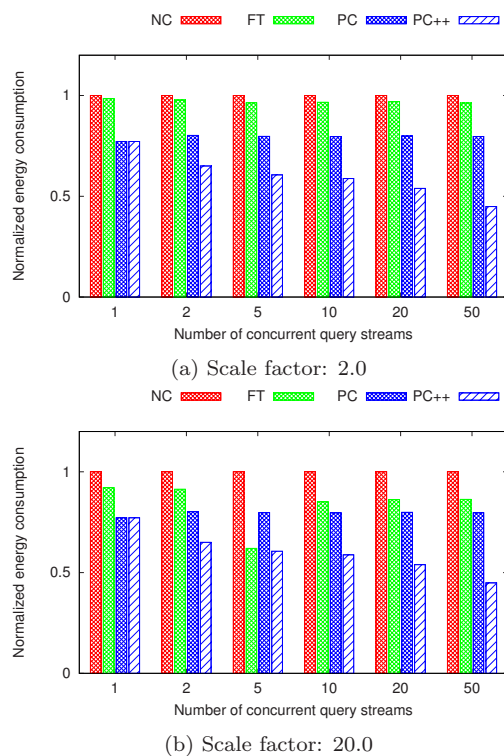 NC FT PC PC++
Normalized energy consumption
1
0.5
0
1 2 5 10 20 50
Number of concurrent query streams
(a) Scale factor: 2.0
NC FT PC PC++
Normalized energy consumption
1
0.5
0
1 2 5 10 20 50
Number of concurrent query streams
(b) Scale factor: 20.0